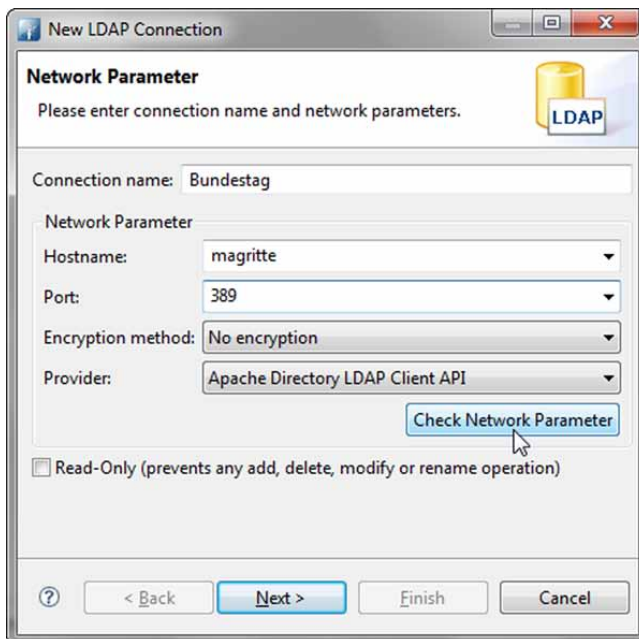 New LDAP Connection
Network Parameter
Please enter connection name and network parameters.
LDAP
Connection name: Bundestag
Network Parameter
Hostname: magritte
Port: 389
Encryption method: No encryption
Provider: Apache Directory LDAP Client API
Check Network Parameter
Read-Only (prevents any add, delete, modify or rename operation)
? < Back Next > Finish Cancel